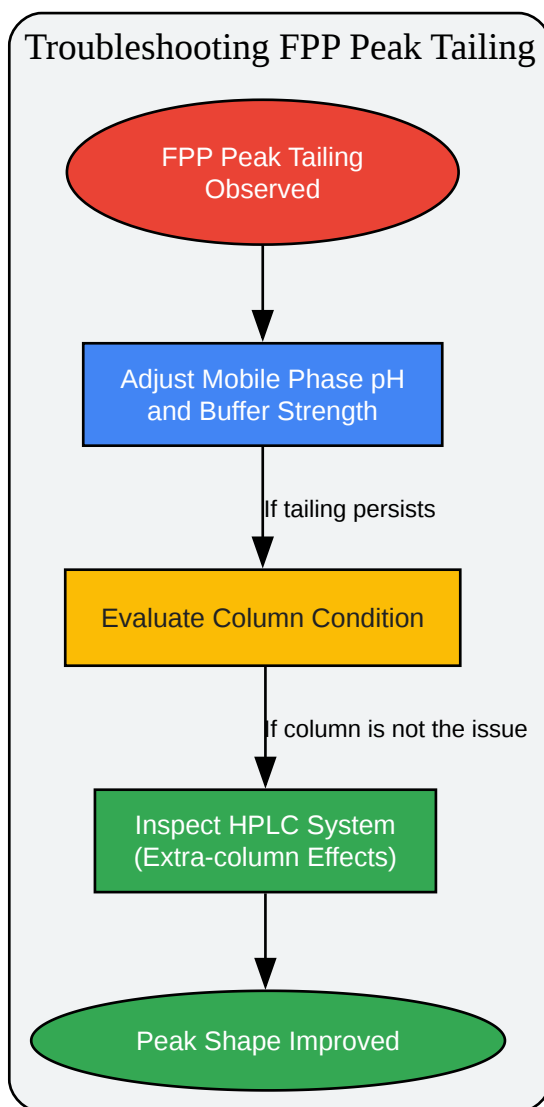 Troubleshooting FPP Peak Tailing
FPP Peak Tailing
Observed
Adjust Mobile Phase pH
and Buffer Strength
If tailing persists
Evaluate Column Condition
If column is not the issue
Inspect HPLC System
(Extra-column Effects)
Peak Shape Improved